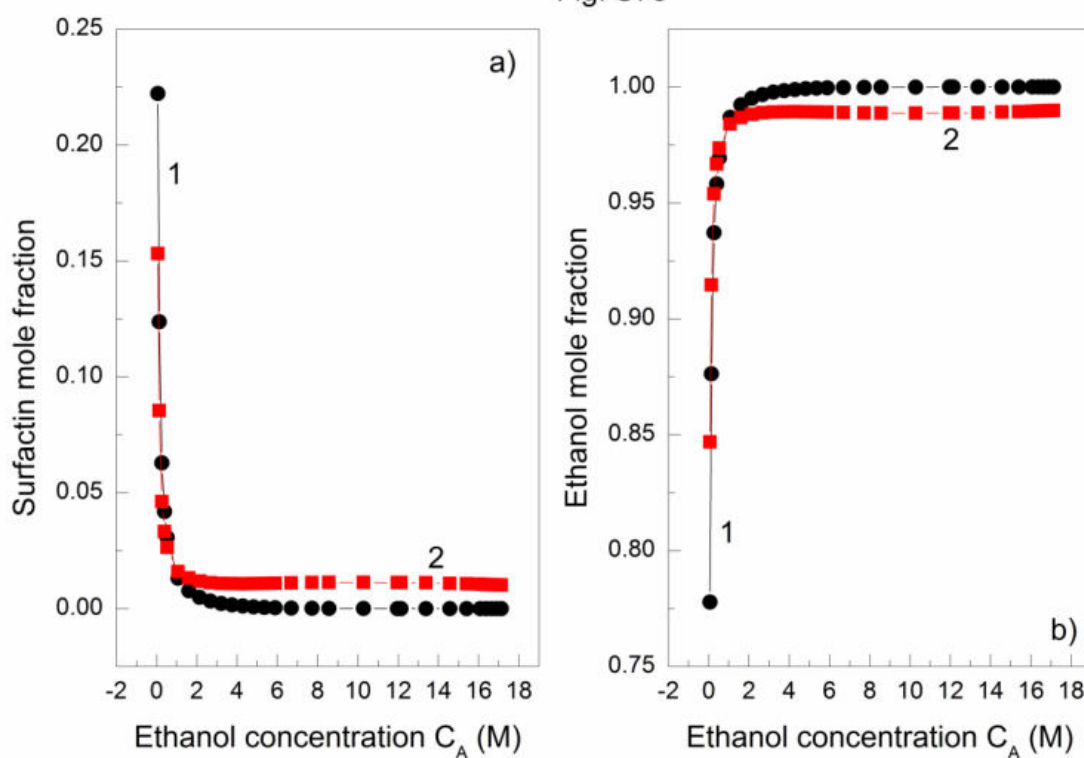 0.25
0.20
0.15
0.10
0.05
0.00
Surfactin mole fraction
a)
1
2
-2 0 2 4 6 8 10 12 14 16 18
Ethanol concentration C_A (M)
1.00
0.95
0.90
0.85
0.80
0.75
Ethanol mole fraction
2
1
b)
-2 0 2 4 6 8 10 12 14 16 18
Ethanol concentration C_A (M)